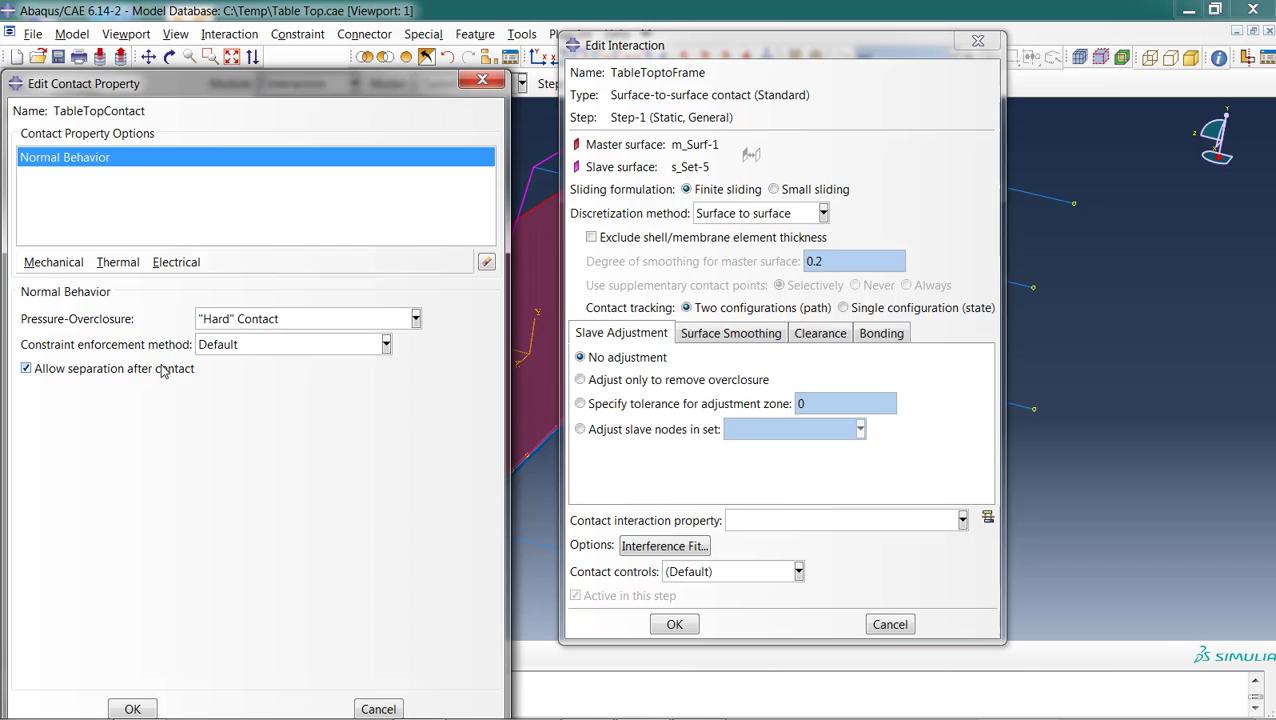 Abaqus/CAE 6.14-2 - Model Database: C:\Temp\Table Top.cae [Viewport: 1]
File Model Viewport View Interaction Constraint Connector Special Feature Tools
Edit Contact Property
Name: TableTopContact
Contact Property Options
Normal Behavior
Mechanical Thermal Electrical
Normal Behavior
Pressure-Overclosure: "Hard" Contact
Constraint enforcement method: Default
Allow separation after contact
OK Cancel
Step
Edit Interaction
Name: TableToptoFrame
Type: Surface-to-surface contact (Standard)
Step: Step-1 (Static, General)
Master surface: m_Surf-1
Slave surface: s_Set-5
Sliding formulation: Finite sliding Small sliding
Discretization method: Surface to surface
Exclude shell/membrane element thickness
Degree of smoothing for master surface: 0.2
Use supplementary contact points: Selectively Never Always
Contact tracking: Two configurations (path) Single configuration (state)
Slave Adjustment Surface Smoothing Clearance Bonding
No adjustment
Adjust only to remove overclosure
Specify tolerance for adjustment zone: 0
Adjust slave nodes in set:
Contact interaction property:
Options: Interference Fit...
Contact controls: (Default)
Active in this step
OK Cancel
Y
Z
Y
SIMULIA